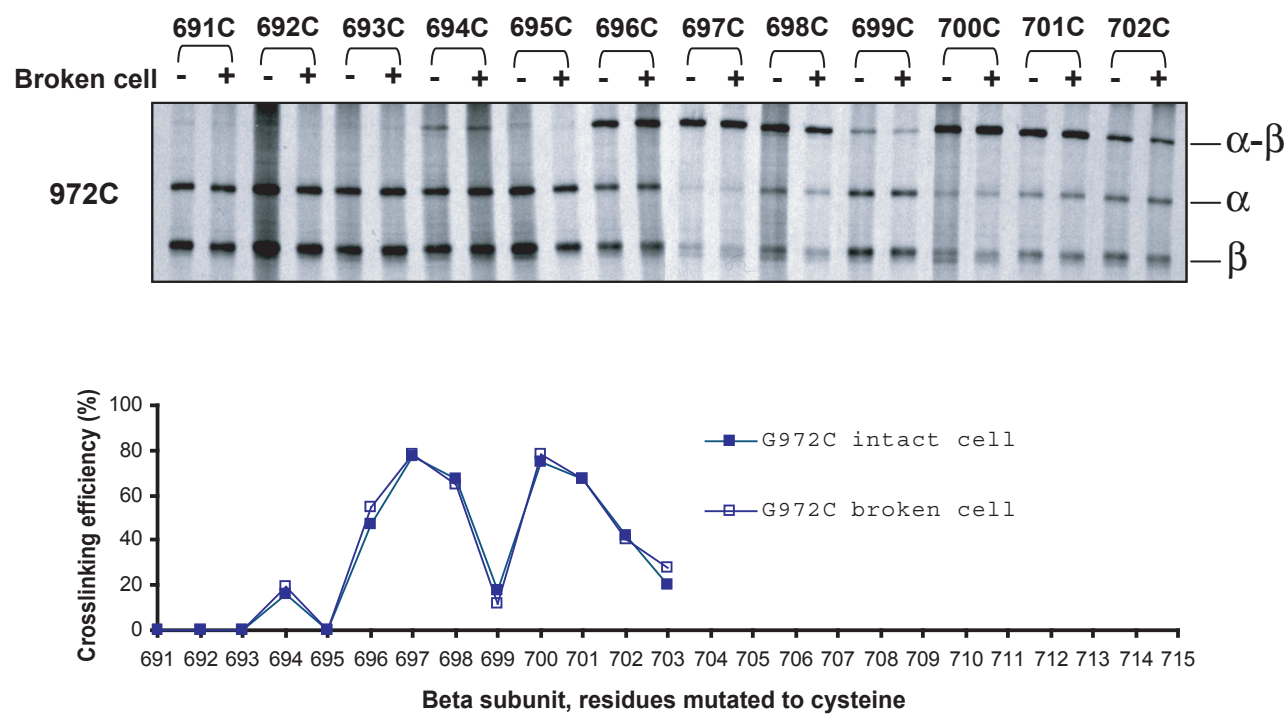 691C 692C 693C 694C 695C 696C 697C 698C 699C 700C 701C 702C
Broken cell - + - + - + - + - + - + - + - + - + - + - + - +
α-β
972C
α
β
Crosslinking efficiency (%)
100
80
60
40
20
0
G972C intact cell
G972C broken cell
691 692 693 694 695 696 697 698 699 700 701 702 703 704 705 706 707 708 709 710 711 712 713 714 715
Beta subunit, residues mutated to cysteine